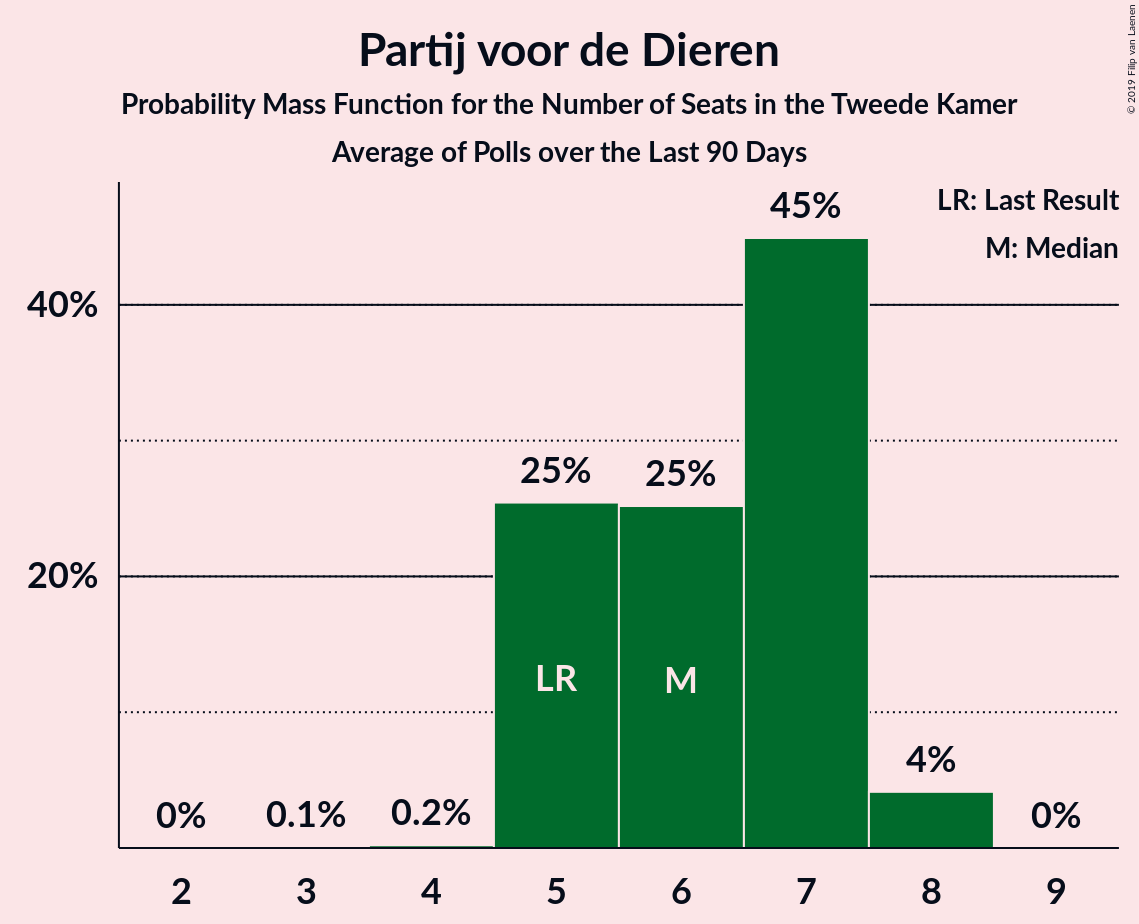 Partij voor de Dieren
Probability Mass Function for the Number of Seats in the Tweede Kamer
Average of Polls over the Last 90 Days
© 2019 Filip van Laenen
LR: Last Result
M: Median
45%
40%
25%
25%
20%
LR
M
4%
0%
0.1%
0.2%
0%
2
3
4
5
6
7
8
9